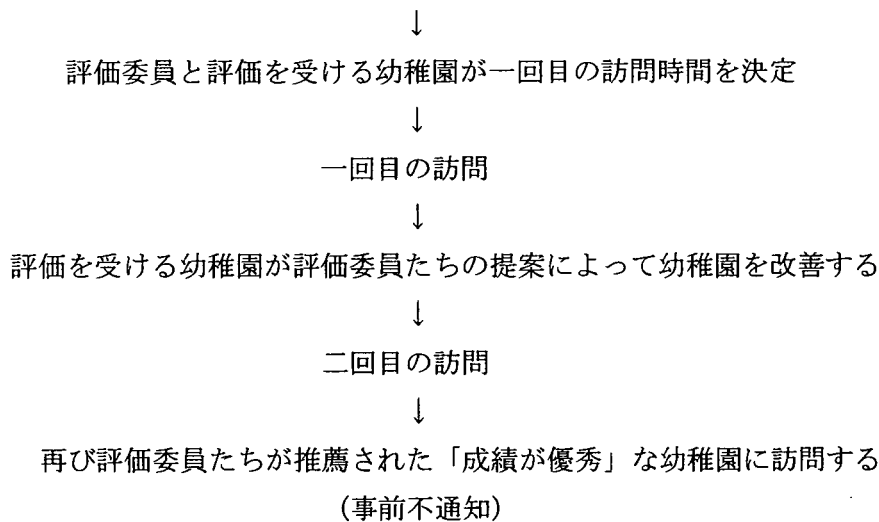 ↓
評価委員と評価を受ける幼稚園が一回目の訪問時間を決定
↓
一回目の訪問
↓
評価を受ける幼稚園が評価委員たちの提案によって幼稚園を改善する
↓
二回目の訪問
↓
再び評価委員たちが推薦された「成績が優秀」な幼稚園に訪問する
(事前不通知)